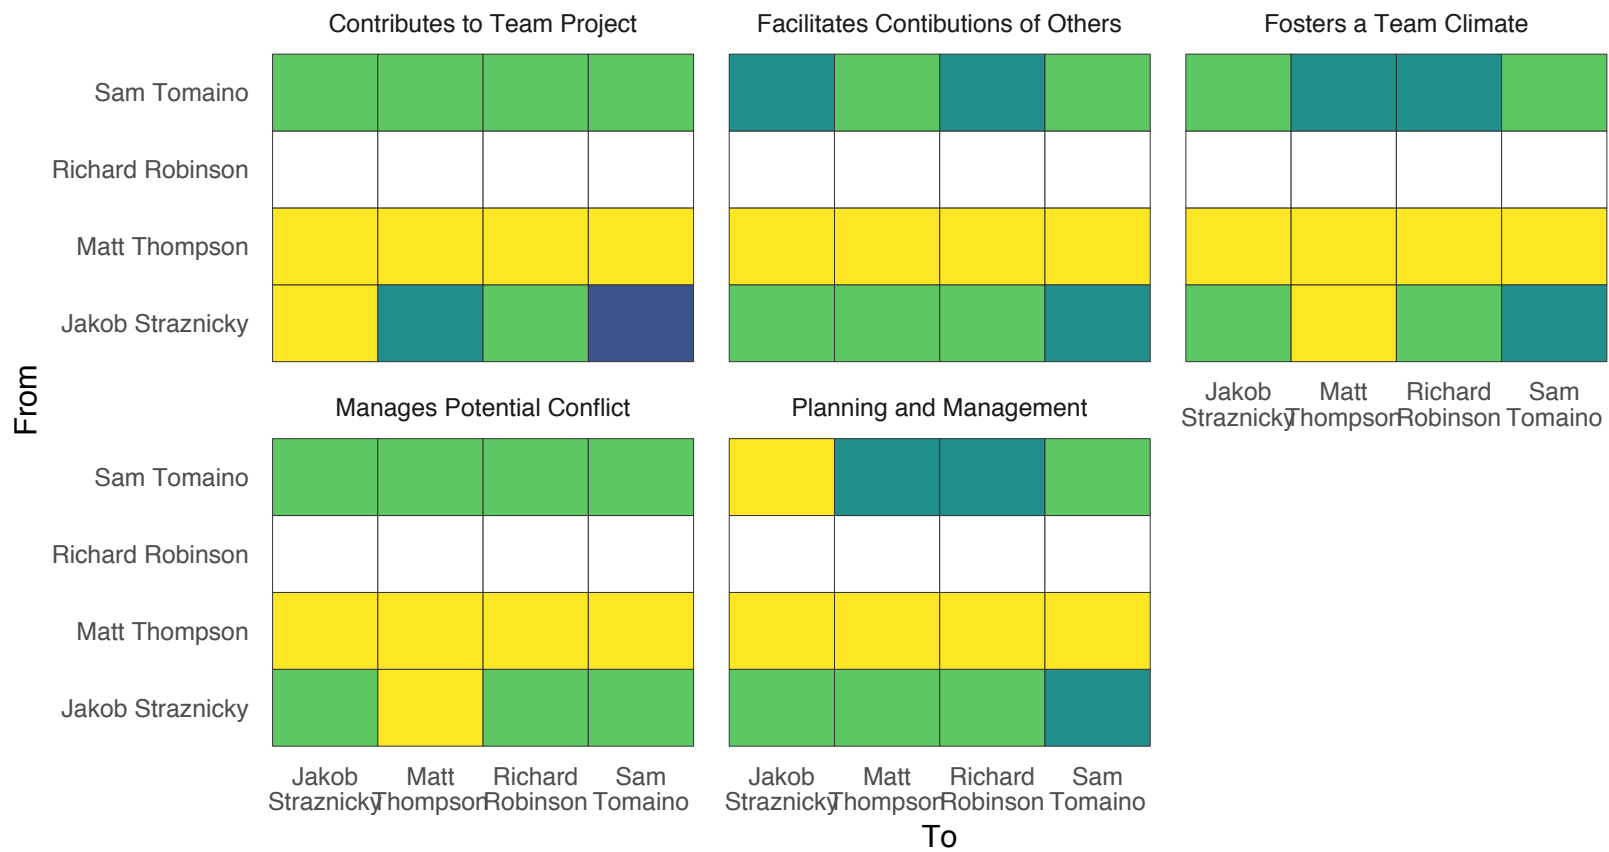 Contributes to Team Project
Facilitates Contibutions of Others
Fosters a Team Climate
Sam Tomaino
Richard Robinson
Matt Thompson
Jakob Straznicky
Jakob
Straznicky
Matt
Thompson
Richard
Robinson
Sam
Tomaino
From
Manages Potential Conflict
Planning and Management
Sam Tomaino
Richard Robinson
Matt Thompson
Jakob Straznicky
Jakob
Straznicky
Matt
Thompson
Richard
Robinson
Sam
Tomaino
Jakob
Straznicky
Matt
Thompson
Richard
Robinson
Sam
Tomaino
To